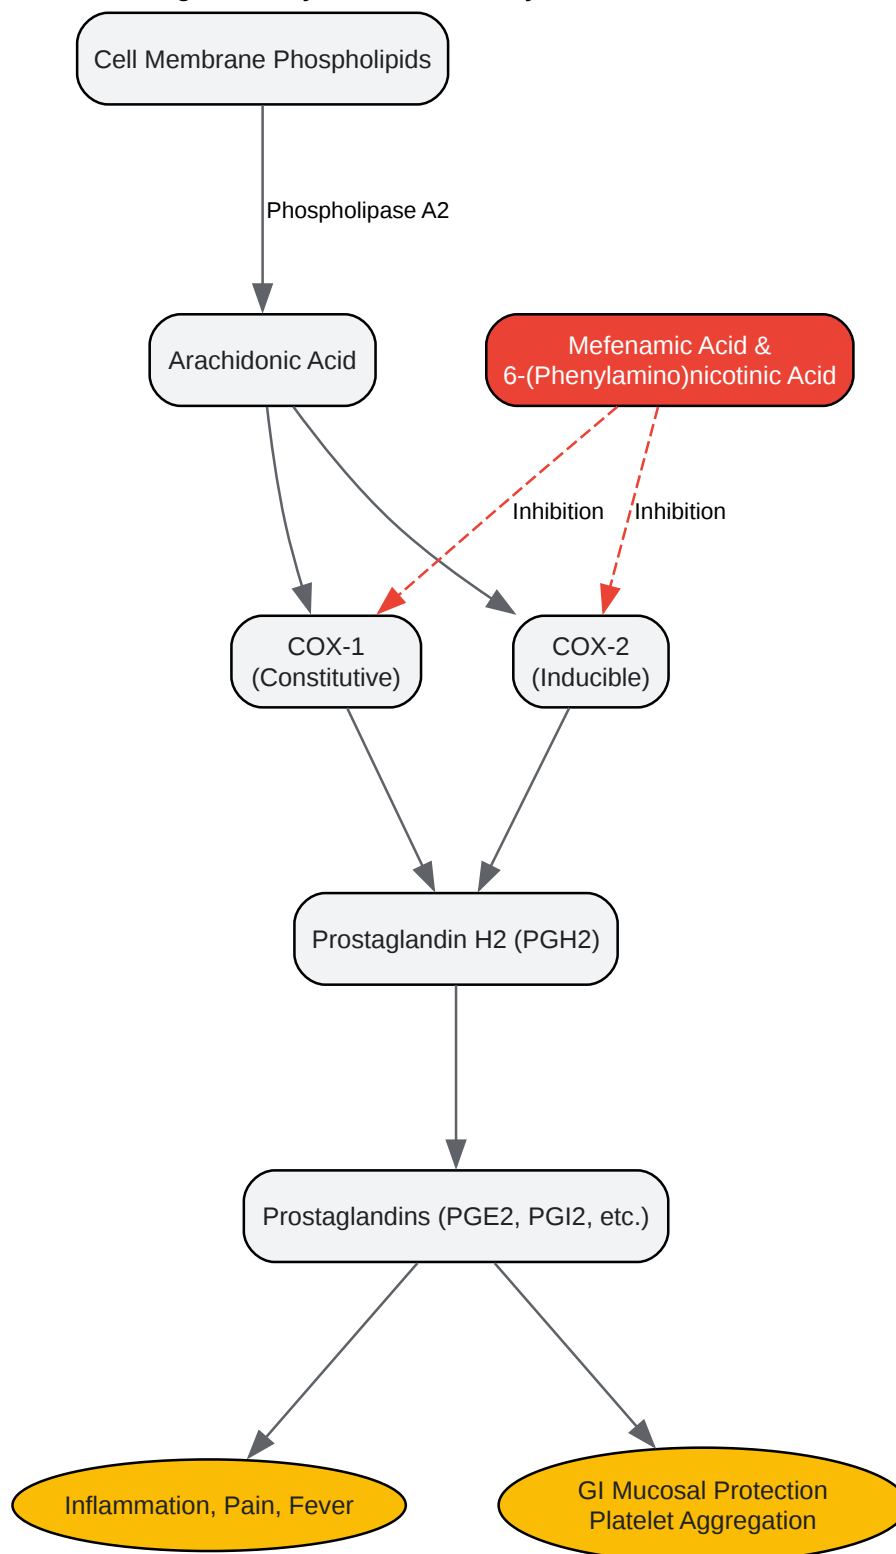 Cell Membrane Phospholipids
Phospholipase A2
Arachidonic Acid
Mefenamic Acid &
6-(Phenylamino)nicotinic Acid
Inhibition
Inhibition
COX-1
(Constitutive)
COX-2
(Inducible)
Prostaglandin H2 (PGH2)
Prostaglandins (PGE2, PGI2, etc.)
Inflammation, Pain, Fever
GI Mucosal Protection
Platelet Aggregation